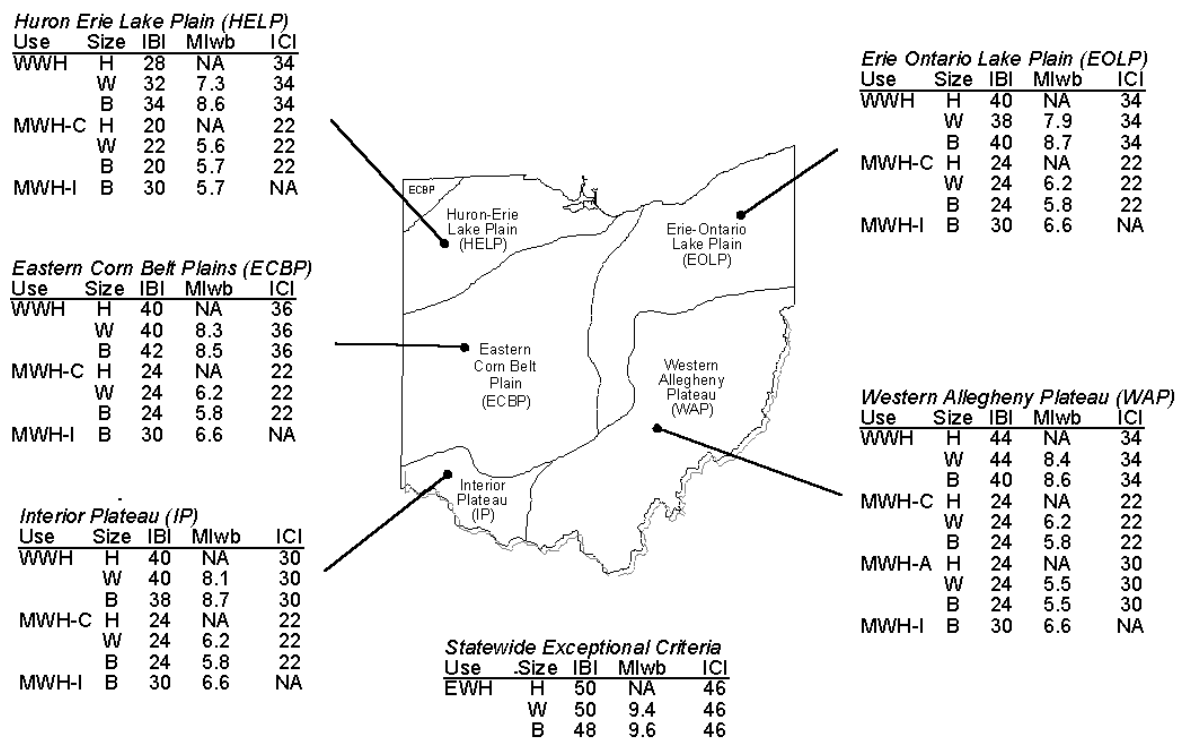 Huron Erie Lake Plain (HELP)
Use Size IBI MIwb ICI
WWH H 28 NA 34
W 32 7.3 34
B 34 8.6 34
MWH-C H 20 NA 22
W 22 5.6 22
B 20 5.7 22
MWH-I B 30 5.7 NA
Erie Ontario Lake Plain (EOLP)
Use Size IBI MIwb ICI
WWH H 40 NA 34
W 38 7.9 34
B 40 8.7 34
MWH-C H 24 NA 22
W 24 6.2 22
B 24 5.8 22
MWH-I B 30 6.6 NA
ECBP
Huron-Erie
Lake Plain
(HELP)
Erie-Ontario
Lake Plain
(EOLP)
Eastern Corn Belt Plains (ECBP)
Use Size IBI MIwb ICI
WWH H 40 NA 36
W 40 8.3 36
B 42 8.5 36
MWH-C H 24 NA 22
W 24 6.2 22
B 24 5.8 22
MWH-I B 30 6.6 NA
Eastern
Corn Belt
Plain
(ECBP)
Western
Allegheny
Plateau
(WAP)
Western Allegheny Plateau (WAP)
Use Size IBI MIwb ICI
WWH H 44 NA 34
W 44 8.4 34
B 40 8.6 34
MWH-C H 24 NA 22
W 24 6.2 22
B 24 5.8 22
MWH-A H 24 NA 30
W 24 5.5 30
B 24 5.5 30
MWH-I B 30 6.6 NA
Interior
Plateau
(IP)
Interior Plateau (IP)
Use Size IBI MIwb ICI
WWH H 40 NA 30
W 40 8.1 30
B 38 8.7 30
MWH-C H 24 NA 22
W 24 6.2 22
B 24 5.8 22
MWH-I B 30 6.6 NA
Statewide Exceptional Criteria
Use Size IBI MIwb ICI
EWH H 50 NA 46
W 50 9.4 46
B 48 9.6 46